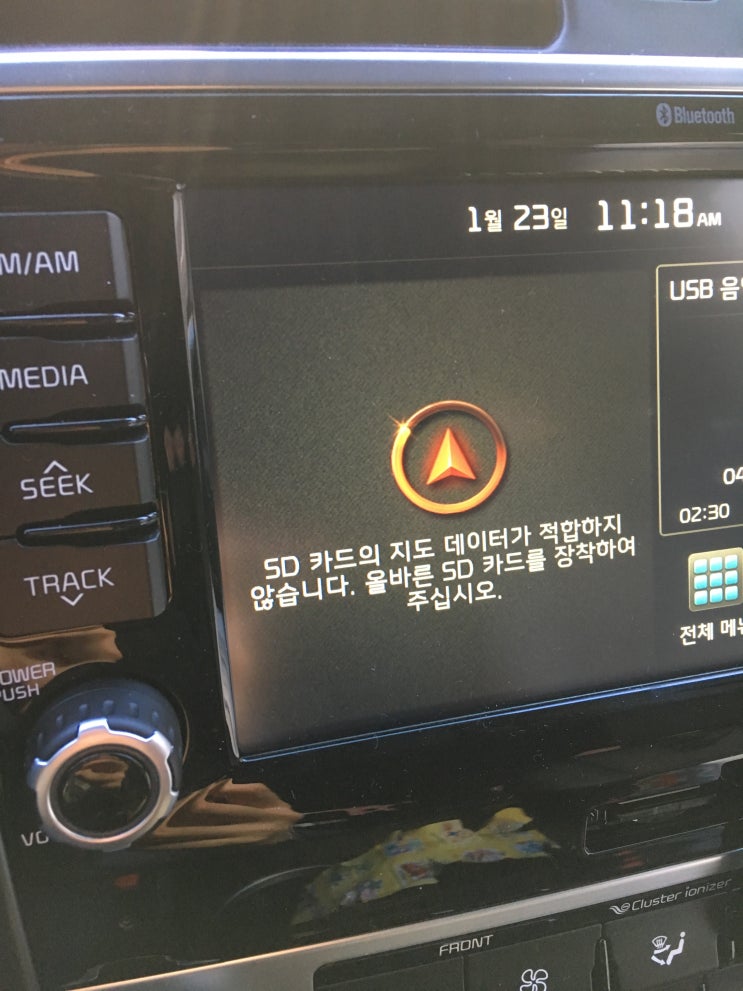 Bluetooth
1월 23일 11:18 AM
M/AM
USB
MEDIA
SEEK
TRACK
SD 카드의 지도 데이터가 적합하지
않습니다. 올바른 SD 카드를 장착하여
주십시오.
04
02:30
전체 메뉴
OWER
PUSH
VO
Cluster ionizer
FRONT